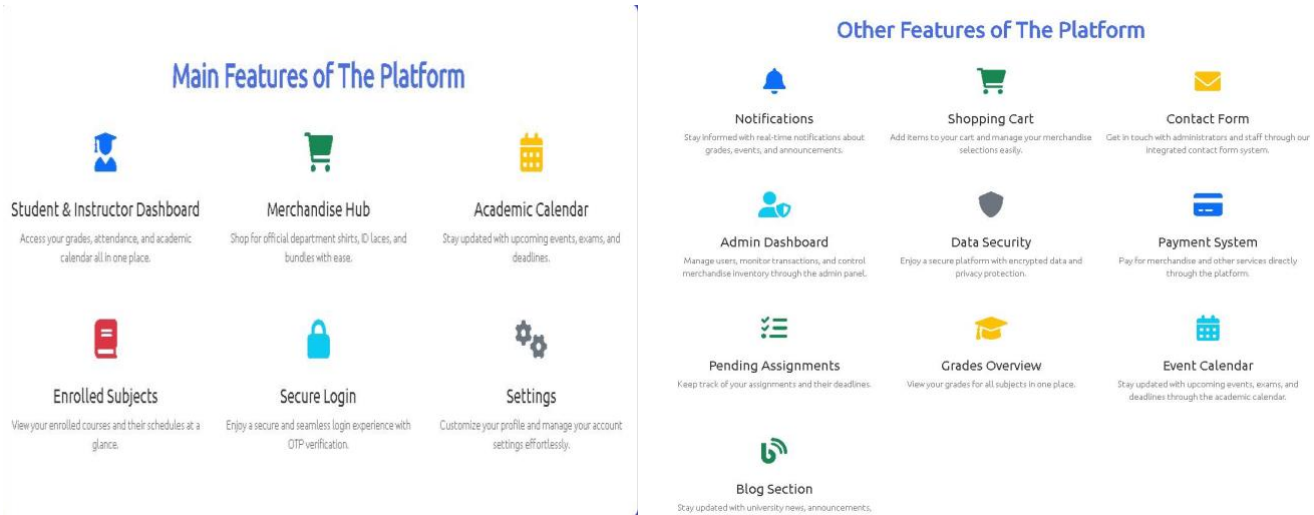 Main Features of The Platform
Student & Instructor Dashboard
Access your grades, attendance, and academic
calendar all in one place.
Merchandise Hub
Shop for official department shirts, ID laces, and
bundles with ease.
Academic Calendar
Stay updated with upcoming events, exams, and
deadlines.
Enrolled Subjects
View your enrolled courses and their schedules at a
glance.
Secure Login
Enjoy a secure and seamless login experience with
OTP verification.
Settings
Customize your profile and manage your account
settings effortlessly.
Other Features of The Platform
Notifications
Stay informed with real-time notifications about
grades, events, and announcements.
Shopping Cart
Add items to your cart and manage your merchandise
selections easily.
Contact Form
Get in touch with administrators and staff through our
integrated contact form system.
Admin Dashboard
Manage users, monitor transactions, and control
merchandise inventory through the admin panel.
Data Security
Enjoy a secure platform with encrypted data and
privacy protection.
Payment System
Pay for merchandise and other services directly
through the platform.
Pending Assignments
Keep track of your assignments and their deadlines.
Grades Overview
View your grades for all subjects in one place.
Event Calendar
Stay updated with upcoming events, exams, and
deadlines through the academic calendar.
Blog Section
Stay updated with university news, announcements,